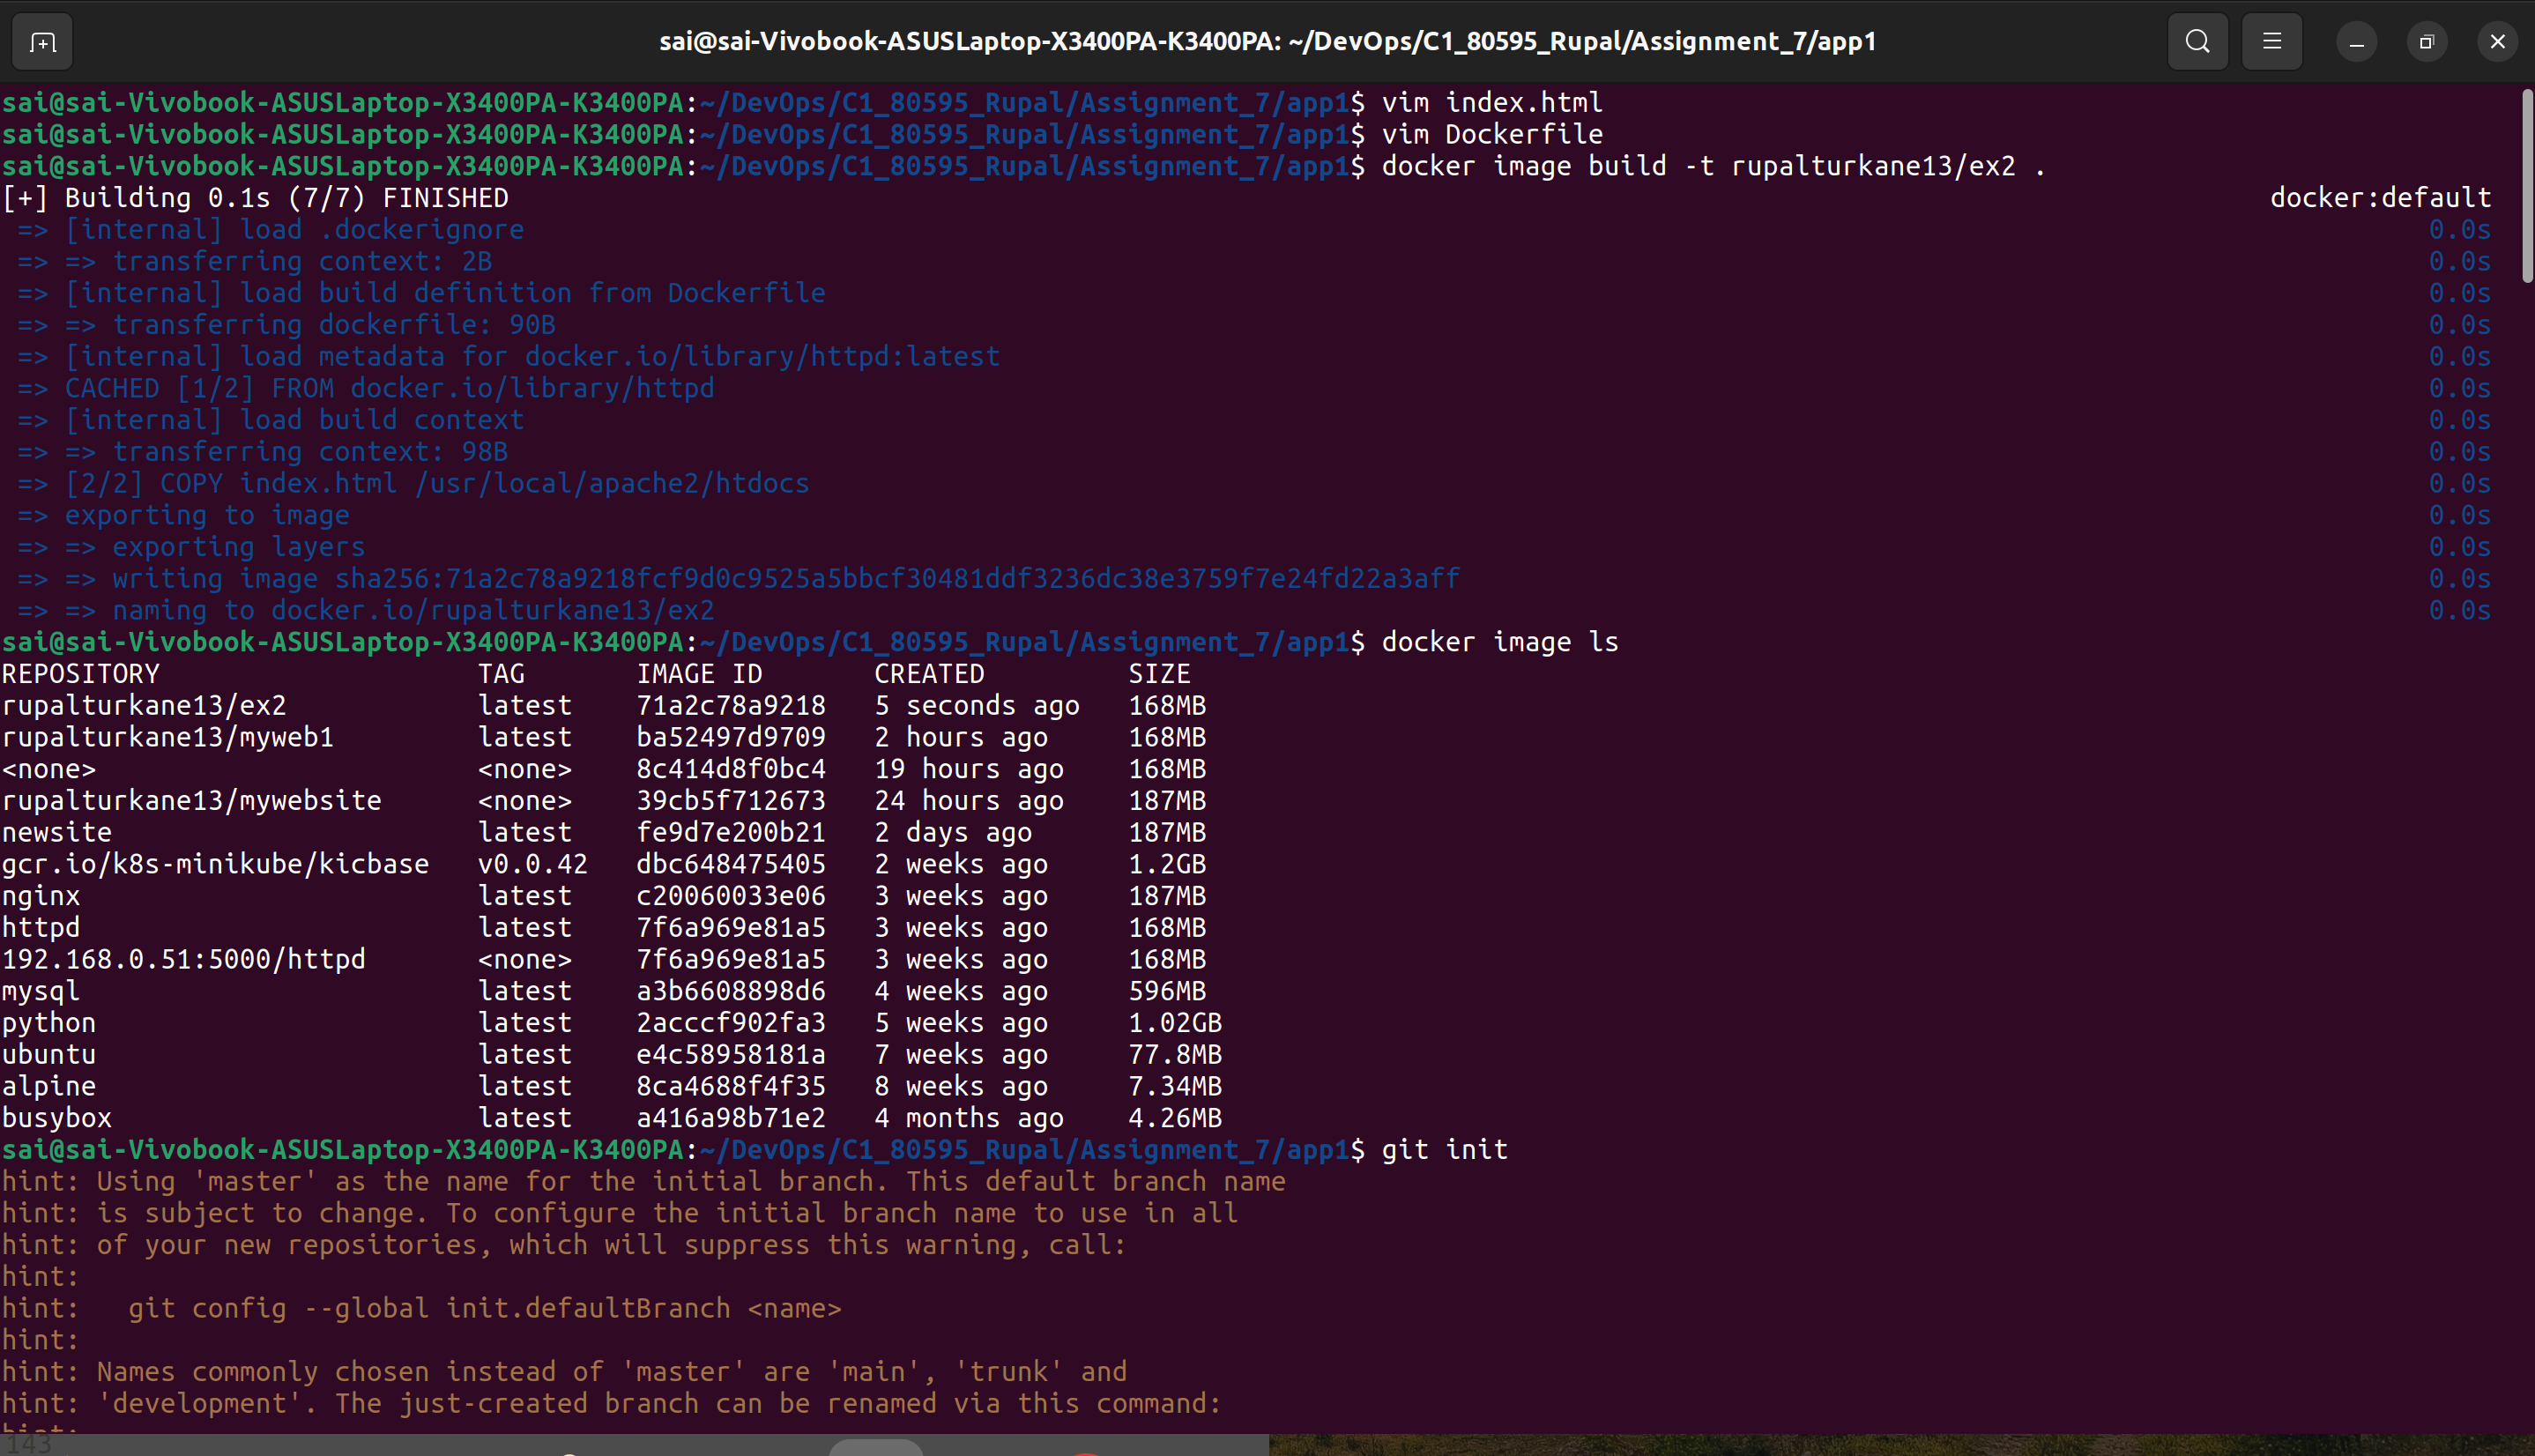 sai@sai-Vivobook-ASUSLaptop-X3400PA-K3400PA: ~/DevOps/C1_80595_Rupal/Assignment_7/app1
sai@sai-Vivobook-ASUSLaptop-X3400PA-K3400PA:~/DevOps/C1_80595_Rupal/Assignment_7/app1$ vim index.html
sai@sai-Vivobook-ASUSLaptop-X3400PA-K3400PA:~/DevOps/C1_80595_Rupal/Assignment_7/app1$ vim Dockerfile
sai@sai-Vivobook-ASUSLaptop-X3400PA-K3400PA:~/DevOps/C1_80595_Rupal/Assignment_7/app1$ docker image build -t rupalturkane13/ex2 .
[+] Building 0.1s (7/7) FINISHED docker:default
=> [internal] load .dockerignore 0.0s
=> => transferring context: 2B 0.0s
=> [internal] load build definition from Dockerfile 0.0s
=> => transferring dockerfile: 90B 0.0s
=> [internal] load metadata for docker.io/library/httpd:latest 0.0s
=> CACHED [1/2] FROM docker.io/library/httpd 0.0s
=> [internal] load build context 0.0s
=> => transferring context: 98B 0.0s
=> [2/2] COPY index.html /usr/local/apache2/htdocs 0.0s
=> exporting to image 0.0s
=> => exporting layers 0.0s
=> => writing image sha256:71a2c78a9218fcf9d0c9525a5bbcf30481ddf3236dc38e3759f7e24fd22a3aff 0.0s
=> => naming to docker.io/rupalturkane13/ex2 0.0s
sai@sai-Vivobook-ASUSLaptop-X3400PA-K3400PA:~/DevOps/C1_80595_Rupal/Assignment_7/app1$ docker image ls
REPOSITORY TAG IMAGE ID CREATED SIZE
rupalturkane13/ex2 latest 71a2c78a9218 5 seconds ago 168MB
rupalturkane13/myweb1 latest ba52497d9709 2 hours ago 168MB
<none> <none> 8c414d8f0bc4 19 hours ago 168MB
rupalturkane13/mywebsite <none> 39cb5f712673 24 hours ago 187MB
newsite latest fe9d7e200b21 2 days ago 187MB
gcr.io/k8s-minikube/kicbase v0.0.42 dbc648475405 2 weeks ago 1.2GB
nginx latest c20060033e06 3 weeks ago 187MB
httpd latest 7f6a969e81a5 3 weeks ago 168MB
192.168.0.51:5000/httpd <none> 7f6a969e81a5 3 weeks ago 168MB
mysql latest a3b6608898d6 4 weeks ago 596MB
python latest 2acccf902fa3 5 weeks ago 1.02GB
ubuntu latest e4c58958181a 7 weeks ago 77.8MB
alpine latest 8ca4688f4f35 8 weeks ago 7.34MB
busybox latest a416a98b71e2 4 months ago 4.26MB
sai@sai-Vivobook-ASUSLaptop-X3400PA-K3400PA:~/DevOps/C1_80595_Rupal/Assignment_7/app1$ git init
hint: Using 'master' as the name for the initial branch. This default branch name
hint: is subject to change. To configure the initial branch name to use in all
hint: of your new repositories, which will suppress this warning, call:
hint:
hint: git config --global init.defaultBranch <name>
hint:
hint: Names commonly chosen instead of 'master' are 'main', 'trunk' and
hint: 'development'. The just-created branch can be renamed via this command:
hint:
143